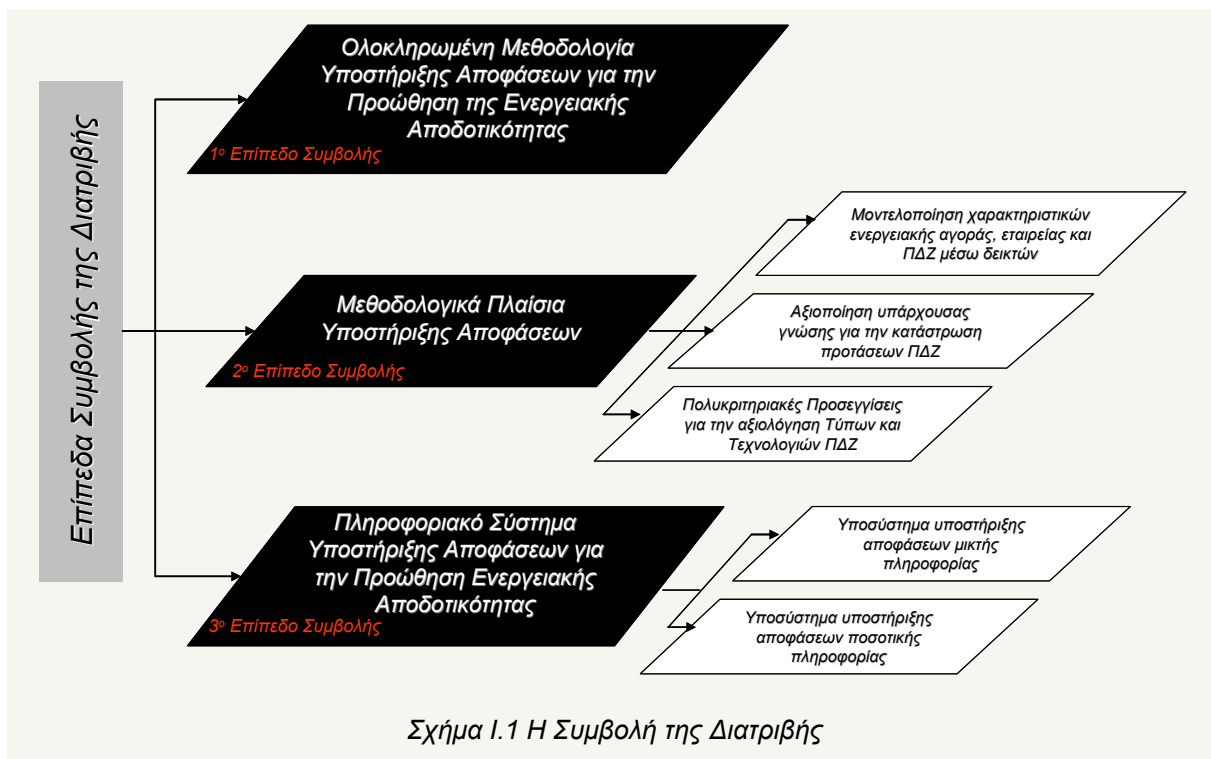 Επίπεδα Συμβολής της Διατριβής
Ολοκληρωμένη Μεθοδολογία
Υποστήριξης Αποφάσεων για την
Προώθηση της Ενεργειακής
Αποδοτικότητας
1ο Επίπεδο Συμβολής
Μεθοδολογικά Πλαίσια
Υποστήριξης Αποφάσεων
2ο Επίπεδο Συμβολής
Μοντελοποίηση χαρακτηριστικών
ενεργειακής αγοράς, εταιρείας και
ΠΔΖ μέσω δεικτών
Αξιοποίηση υπάρχουσας
γνώσης για την κατάστρωση
προτάσεων ΠΔΖ
Πολυκριτηριακές Προσεγγίσεις
για την αξιολόγηση Τύπων και
Τεχνολογιών ΠΔΖ
Πληροφοριακό Σύστημα
Υποστήριξης Αποφάσεων για
την Προώθηση Ενεργειακής
Αποδοτικότητας
3ο Επίπεδο Συμβολής
Υποσύστημα υποστήριξης
αποφάσεων μικτής
πληροφορίας
Υποσύστημα υποστήριξης
αποφάσεων ποσοτικής
πληροφορίας
Σχήμα Ι.1 Η Συμβολή της Διατριβής